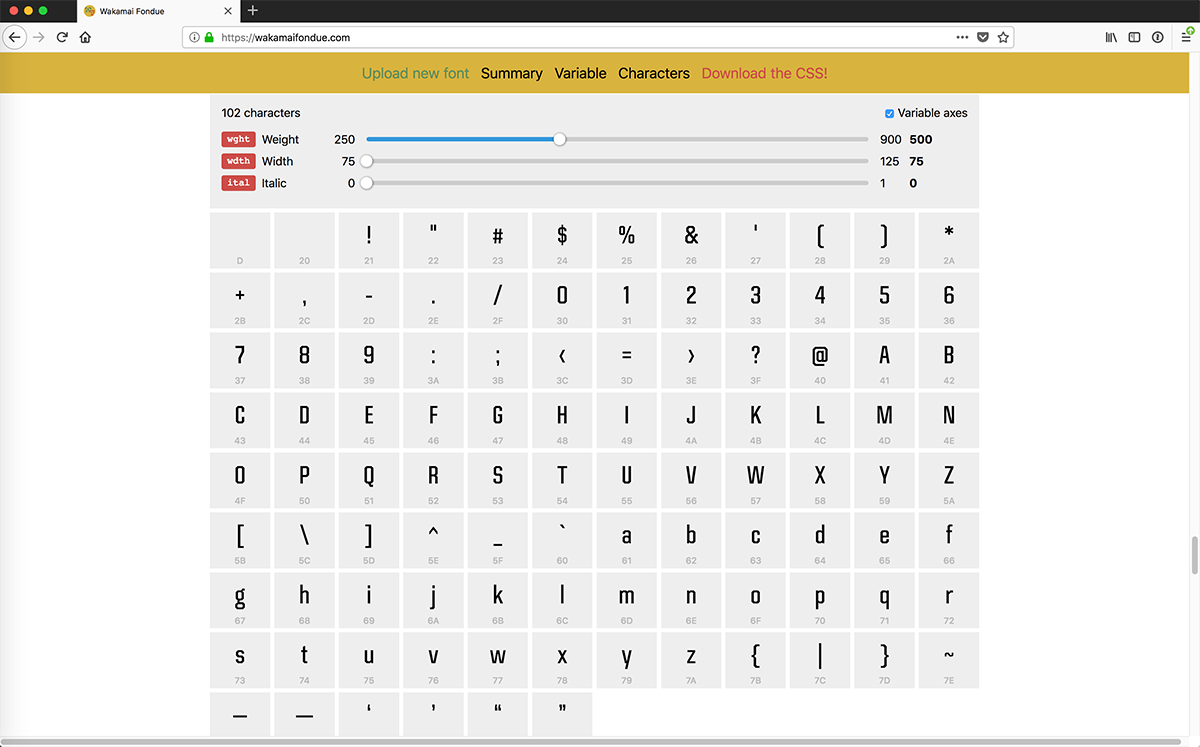 Wakamai Fondue
https://wakamaifondue.com
Upload new font Summary Variable Characters Download the CSS!
102 characters Variable axes
wght Weight 250 900 500
wdth Width 75 125 75
ital Italic 0 1 0
! " # $ % & ' ( ) *
D 20 21 22 23 24 25 26 27 28 29 2A
+ , - . / 0 1 2 3 4 5 6
2B 2C 2D 2E 2F 30 31 32 33 34 35 36
7 8 9 : ; < = > ? @ A B
37 38 39 3A 3B 3C 3D 3E 3F 40 41 42
C D E F G H I J K L M N
43 44 45 46 47 48 49 4A 4B 4C 4D 4E
O P Q R S T U V W X Y Z
4F 50 51 52 53 54 55 56 57 58 59 5A
[ \ ] ^ _ ` a b c d e f
5B 5C 5D 5E 5F 60 61 62 63 64 65 66
g h i j k l m n o p q r
67 68 69 6A 6B 6C 6D 6E 6F 70 71 72
s t u v w x y z { | } ~
73 74 75 76 77 78 79 7A 7B 7C 7D 7E
– — ‘ ’ “ ”